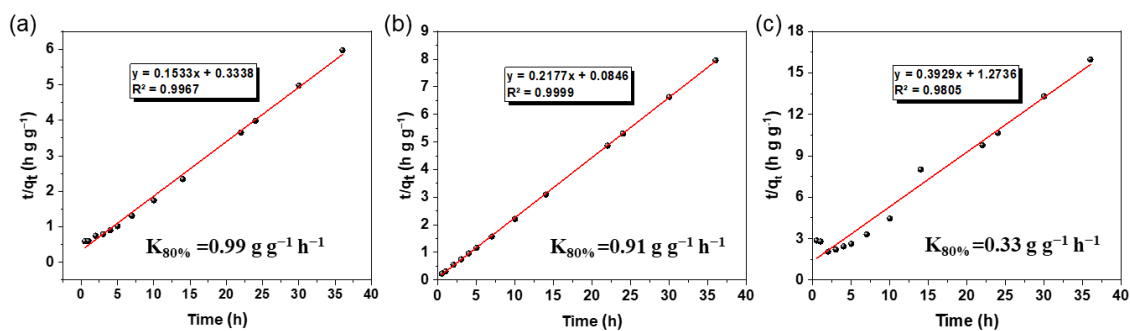 (a)
t/qₜ (h g g⁻¹)
6
5
4
3
2
1
0
y = 0.1533x + 0.3338
R² = 0.9967
K₈₀% =0.99 g g⁻¹ h⁻¹
0 5 10 15 20 25 30 35 40
Time (h)
(b)
t/qₜ (h g g⁻¹)
9
8
7
6
5
4
3
2
1
0
y = 0.2177x + 0.0846
R² = 0.9999
K₈₀% =0.91 g g⁻¹ h⁻¹
0 5 10 15 20 25 30 35 40
Time (h)
(c)
t/qₜ (h g g⁻¹)
18
15
12
9
6
3
0
y = 0.3929x + 1.2736
R² = 0.9805
K₈₀% =0.33 g g⁻¹ h⁻¹
0 5 10 15 20 25 30 35 40
Time (h)